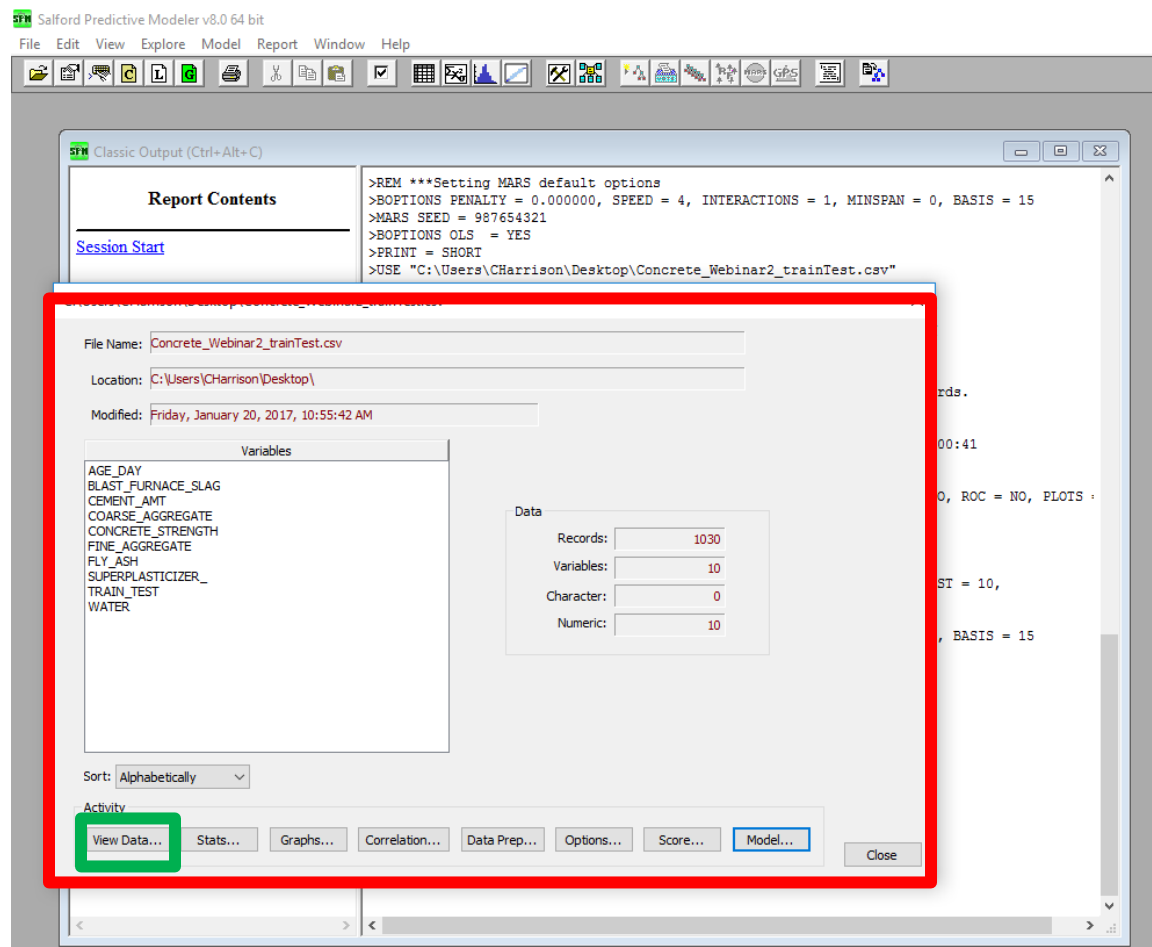 SPM Salford Predictive Modeler v8.0 64 bit
File Edit View Explore Model Report Window Help
SPM Classic Output (Ctrl+Alt+C)
Report Contents
Session Start
>REM ***Setting MARS default options
>BOPTIONS PENALTY = 0.000000, SPEED = 4, INTERACTIONS = 1, MINSPAN = 0, BASIS = 15
>MARS SEED = 987654321
>BOPTIONS OLS = YES
>PRINT = SHORT
>USE "C:\Users\CHarrison\Desktop\Concrete_Webinar2_trainTest.csv"
File Name: Concrete_Webinar2_trainTest.csv
Location: C:\Users\CHarrison\Desktop\
Modified: Friday, January 20, 2017, 10:55:42 AM
rds.
00:41
O, ROC = NO, PLOTS =
ST = 10,
, BASIS = 15
Variables
AGE_DAY
BLAST_FURNACE_SLAG
CEMENT_AMT
COARSE_AGGREGATE
CONCRETE_STRENGTH
FINE_AGGREGATE
FLY_ASH
SUPERPLASTICIZER_
TRAIN_TEST
WATER
Data
Records: 1030
Variables: 10
Character: 0
Numeric: 10
Sort: Alphabetically
Activity
View Data... Stats... Graphs... Correlation... Data Prep... Options... Score... Model...
Close